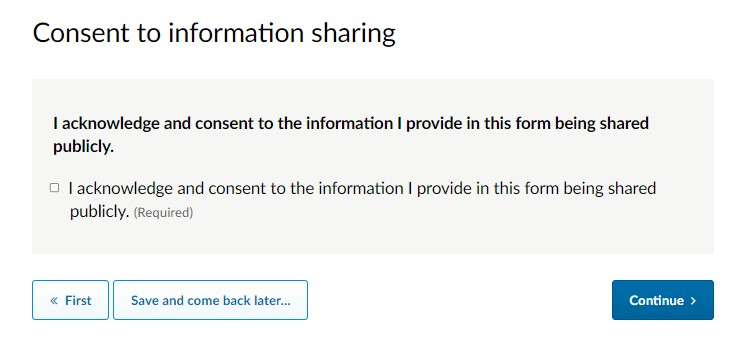 Consent to information sharing
I acknowledge and consent to the information I provide in this form being shared
publicly.
I acknowledge and consent to the information I provide in this form being shared
publicly. (Required)
« First
Save and come back later...
Continue >